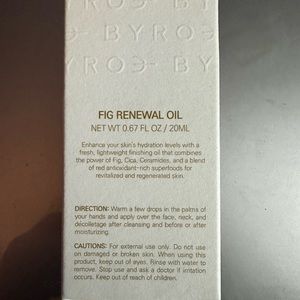 BYROE BY
ROE BYROE
FIG RENEWAL OIL
NET WT 0.67 FL OZ / 20ML
Enhance your skin's hydration levels with a
fresh, lightweight finishing oil that combines
the power of Fig, Cica, Ceramides, and a blend
of red antioxidant-rich superfoods for
revitalized and regenerated skin.
DIRECTION: Warm a few drops in the palms of
your hands and apply over the face, neck, and
décolletage after cleansing and before or after
moisturizing.
CAUTIONS: For external use only. Do not use
on damaged or broken skin. When using this
product, keep out of eyes. Rinse with water to
remove. Stop use and ask a doctor if irritation
occurs. Keep out of reach of children.